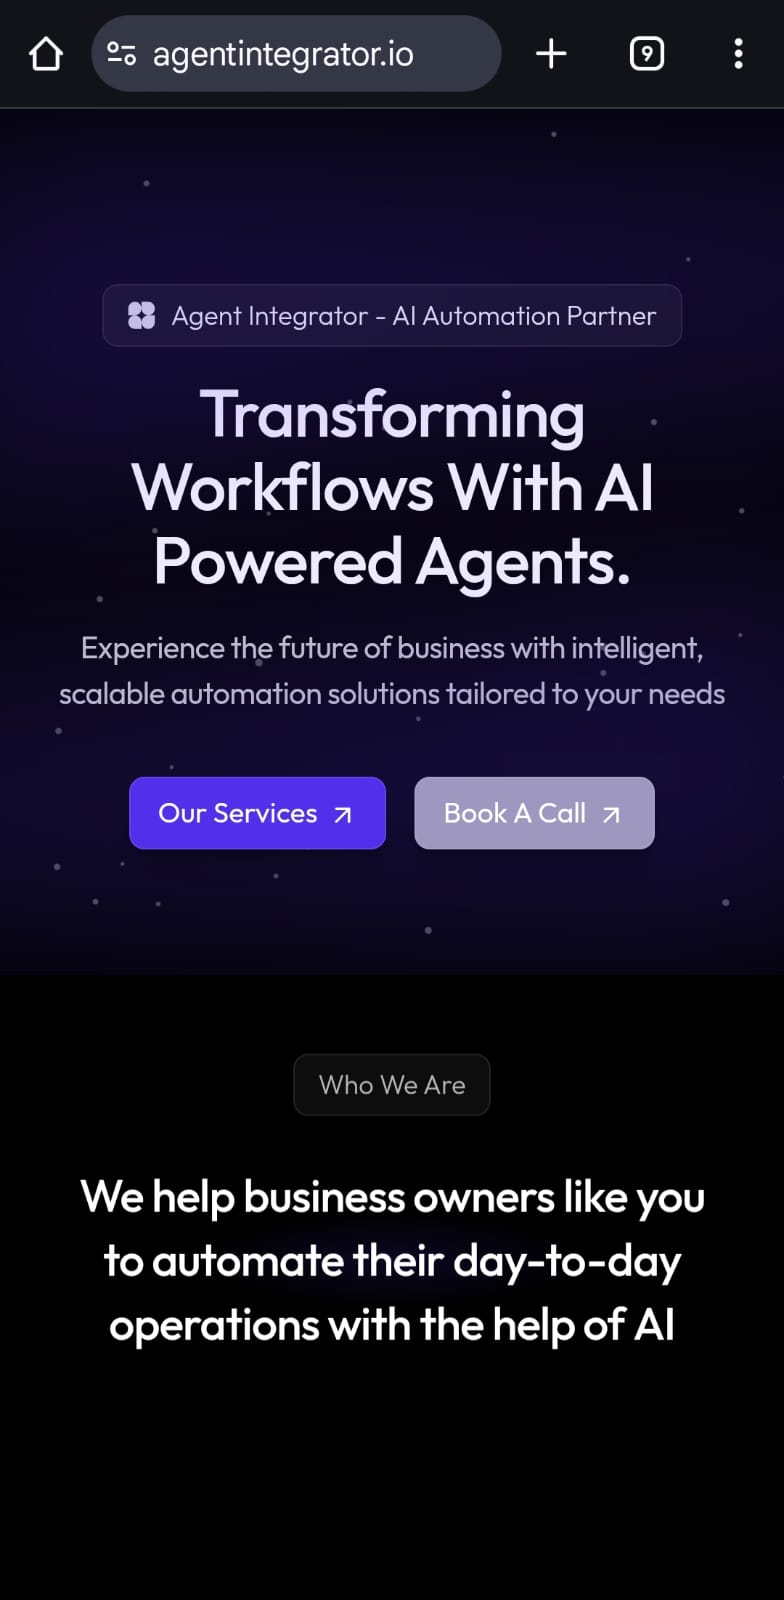 agentintegrator.io
9
Agent Integrator - AI Automation Partner
Transforming
Workflows With AI
Powered Agents.
Experience the future of business with intelligent,
scalable automation solutions tailored to your needs
Our Services
Book A Call
Who We Are
We help business owners like you
to automate their day-to-day
operations with the help of AI